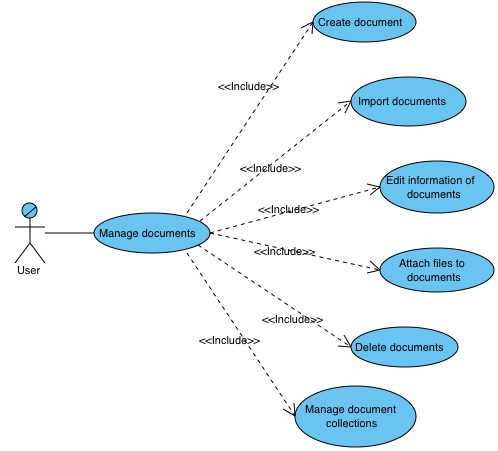 Create document
<<Include>>
Import documents
<<Include>>
Edit information of
documents
<<Include>>
Manage documents
User
<<Include>>
Attach files to
documents
<<Include>>
Delete documents
<<Include>>
Manage document
collections